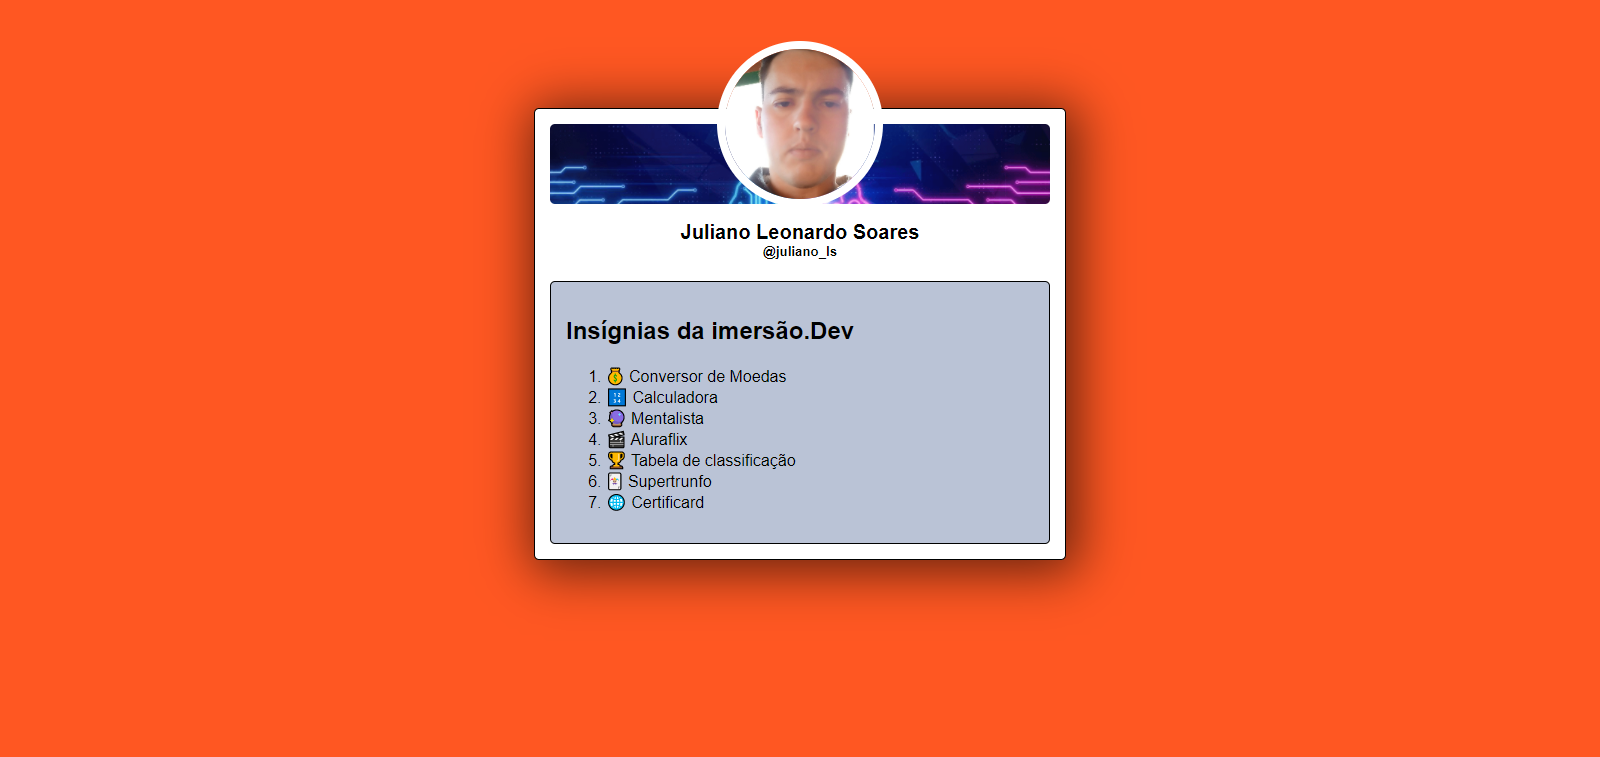 Juliano Leonardo Soares
@juliano_ls
Insígnias da imersão.Dev
1. 💰 Conversor de Moedas
2. 🔢 Calculadora
3. 🔮 Mentalista
4. 🎬 Aluraflix
5. 🏆 Tabela de classificação
6. 🃏 Supertrunfo
7. 🌐 Certificard